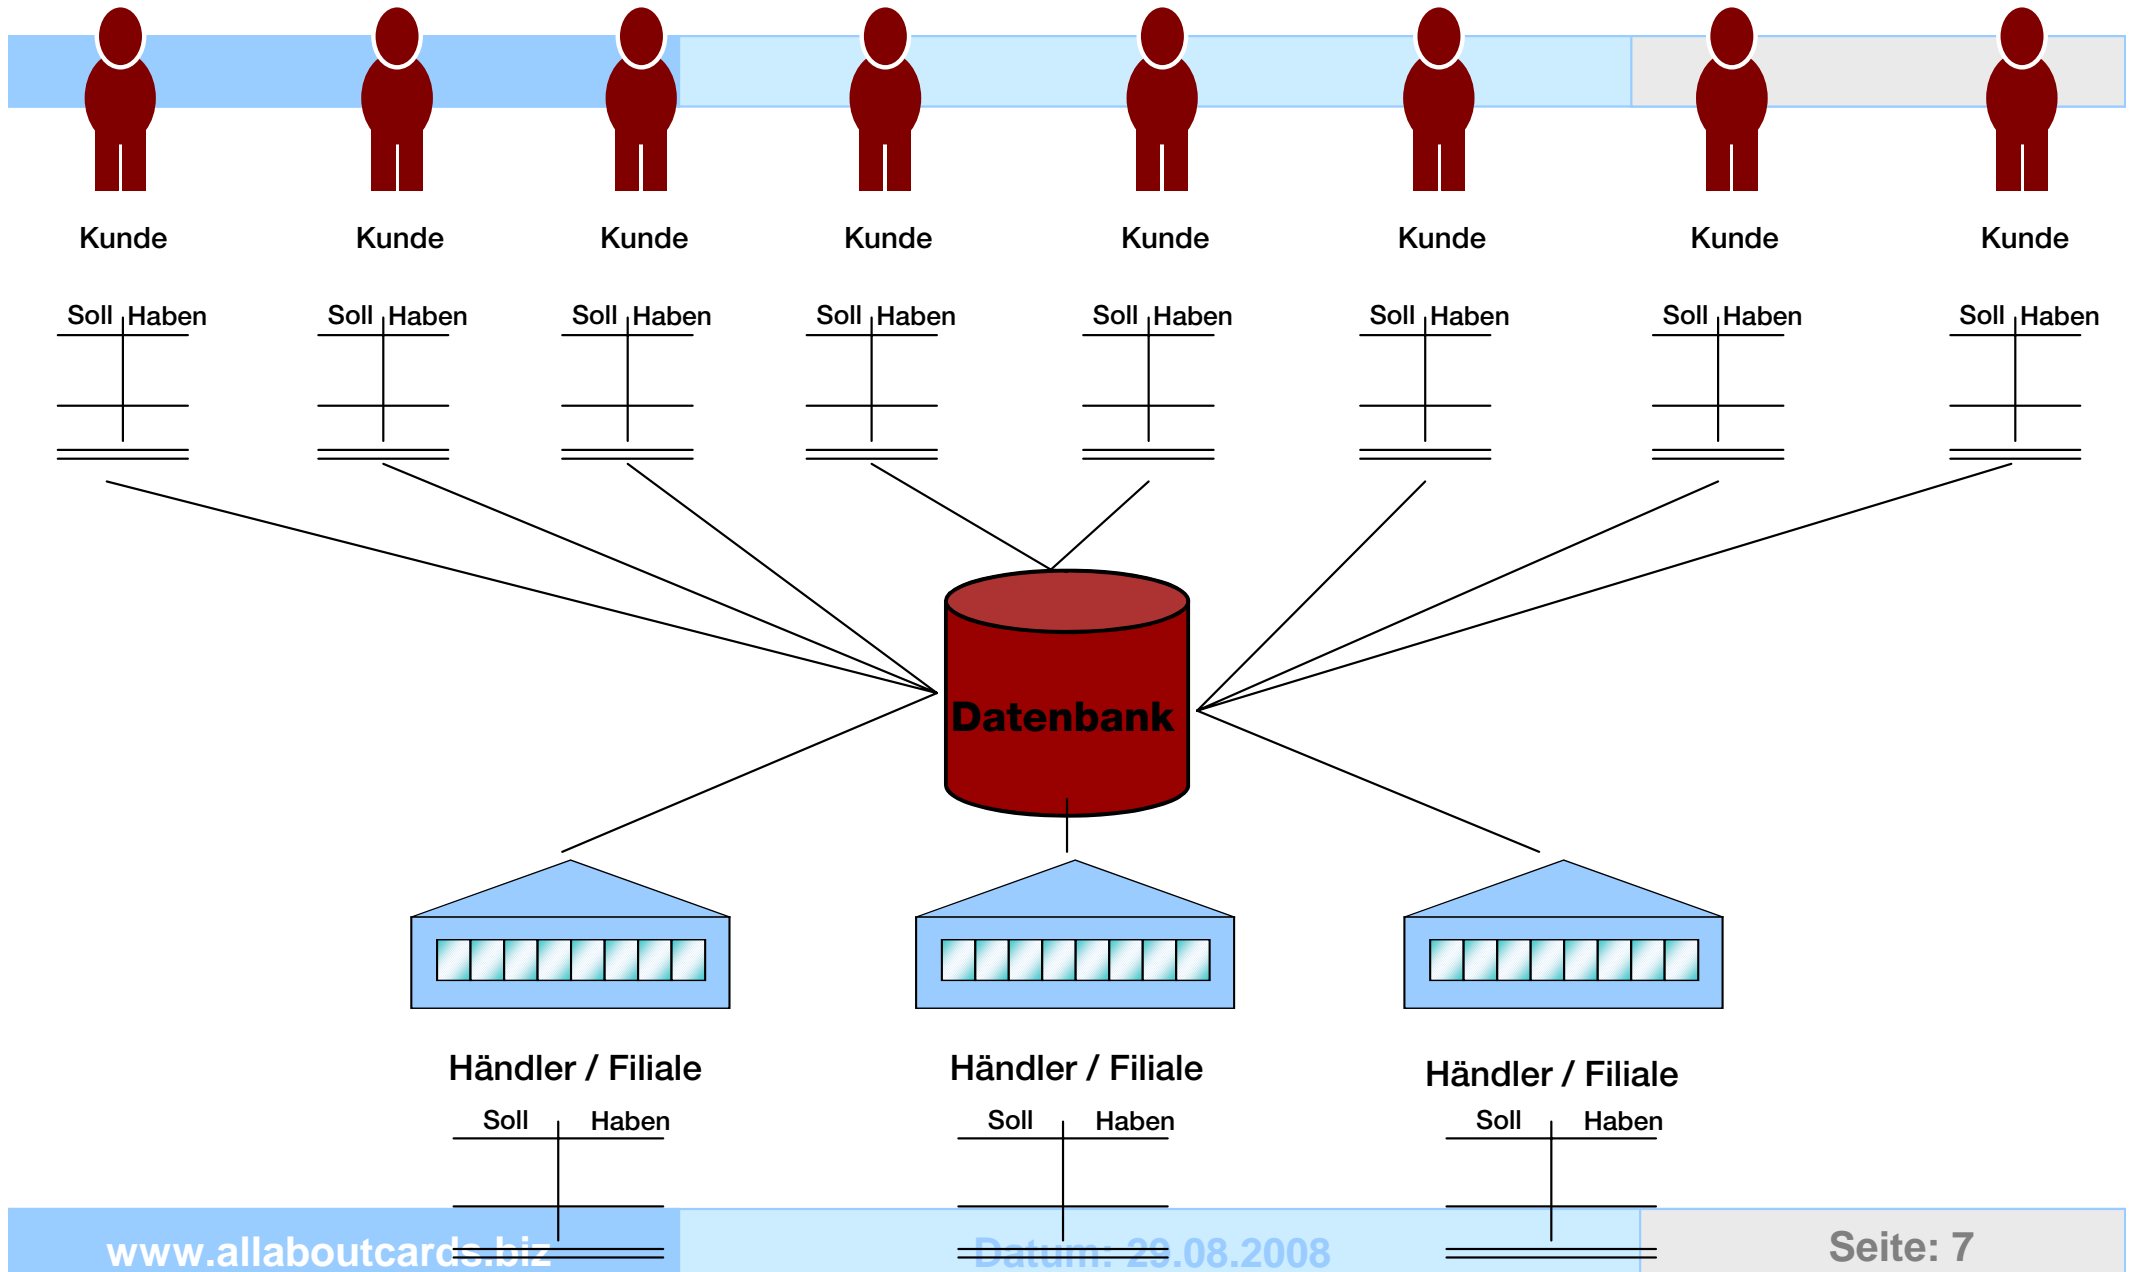 Kunde Kunde Kunde Kunde Kunde Kunde Kunde Kunde
Soll Haben Soll Haben Soll Haben Soll Haben Soll Haben Soll Haben Soll Haben Soll Haben
Datenbank
Händler / Filiale Händler / Filiale Händler / Filiale
Soll Haben Soll Haben Soll Haben
www.allaboutcards.biz Datum: 29.08.2008 Seite: 7